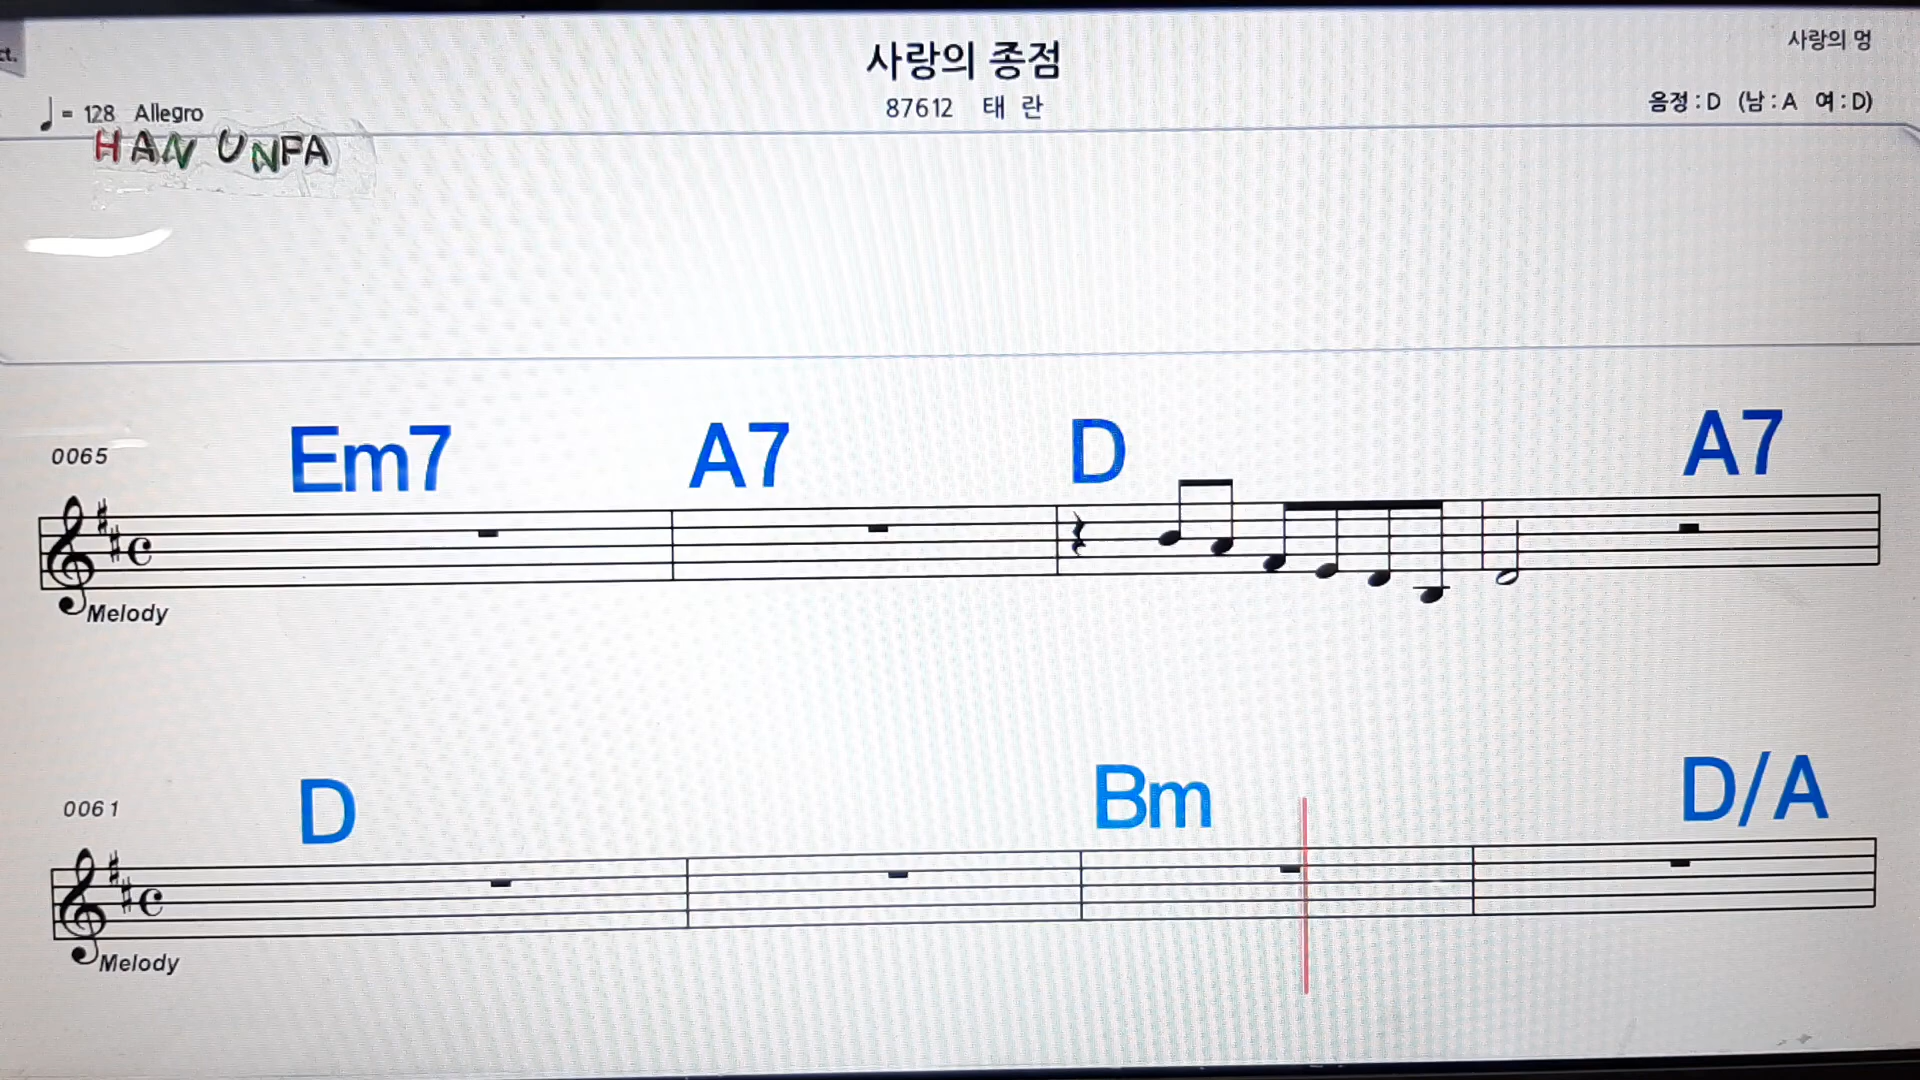 ct.
사랑의 종점
사랑의 멍
♩ = 128 Allegro
87612 태 란
음정 : D (남 : A 여 : D)
HAN UNFA
0065
Em7 A7 D A7
Melody
0061
D Bm D/A
Melody